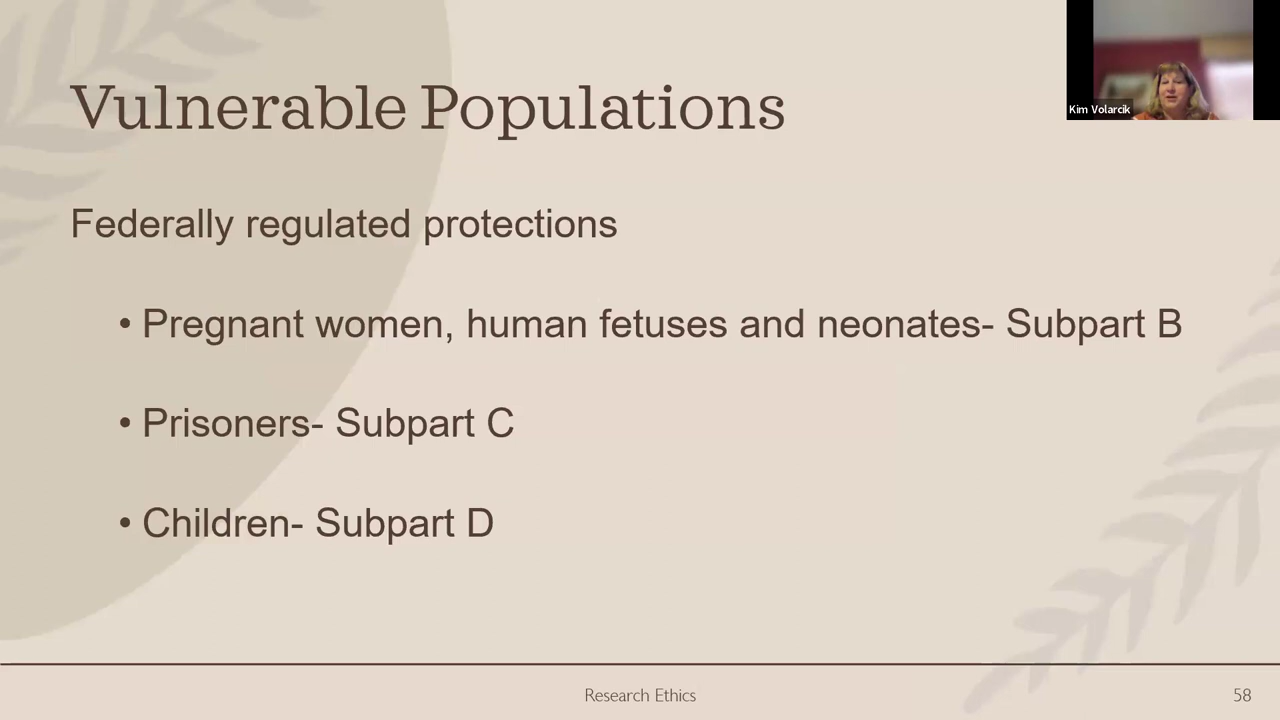 Vulnerable Populations
Kim Volarcik
Federally regulated protections
• Pregnant women, human fetuses and neonates- Subpart B
• Prisoners- Subpart C
• Children- Subpart D
Research Ethics
58